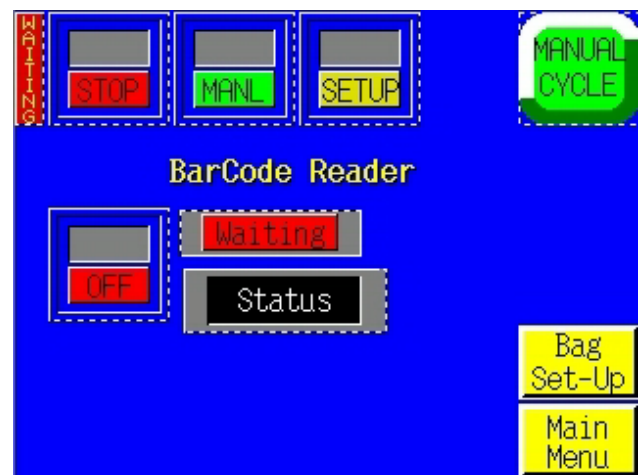 WAITING
STOP
MANL
SETUP
MANUAL
CYCLE
BarCode Reader
OFF
Waiting
Status
Bag
Set-Up
Main
Menu